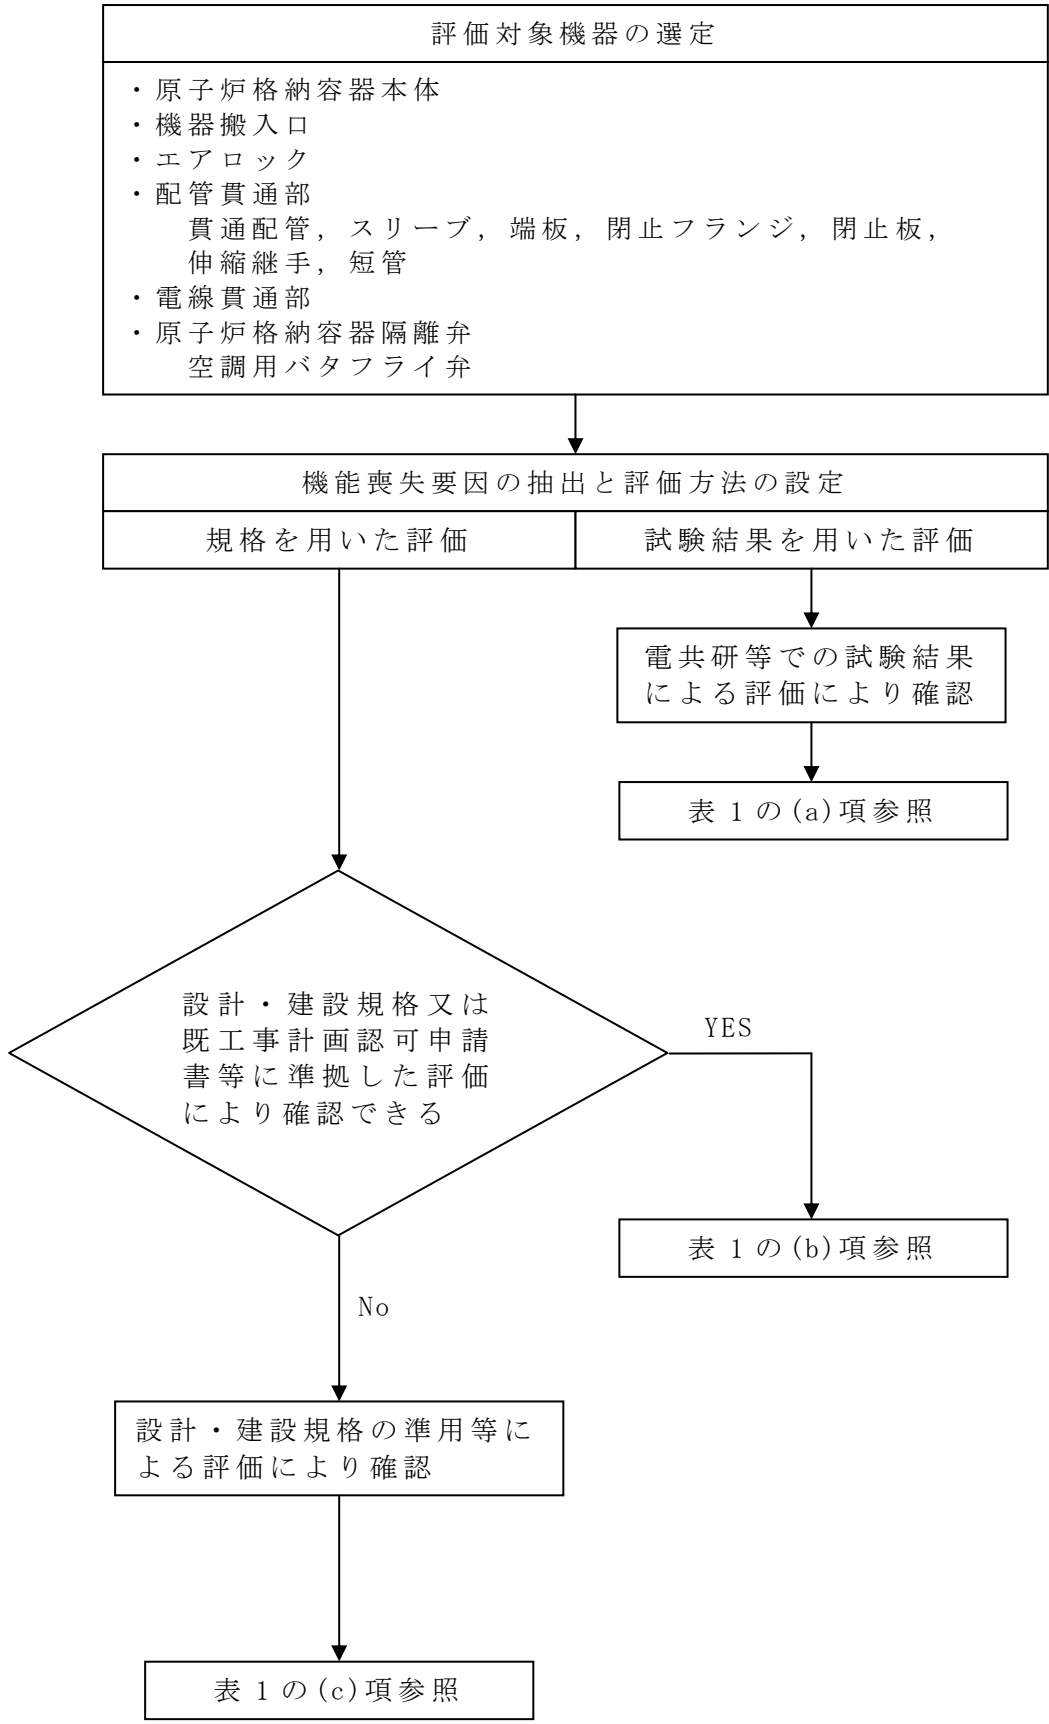 評価対象機器の選定
・原子炉格納容器本体
・機器搬入口
・エアロック
・配管貫通部
貫通配管，スリーブ，端板，閉止フランジ，閉止板，
伸縮継手，短管
・電線貫通部
・原子炉格納容器隔離弁
空調用バタフライ弁
機能喪失要因の抽出と評価方法の設定
規格を用いた評価
試験結果を用いた評価
電共研等での試験結果
による評価により確認
表1の(a)項参照
設計・建設規格又は
既工事計画認可申請
書等に準拠した評価
により確認できる
YES
表1の(b)項参照
No
設計・建設規格の準用等に
よる評価により確認
表1の(c)項参照